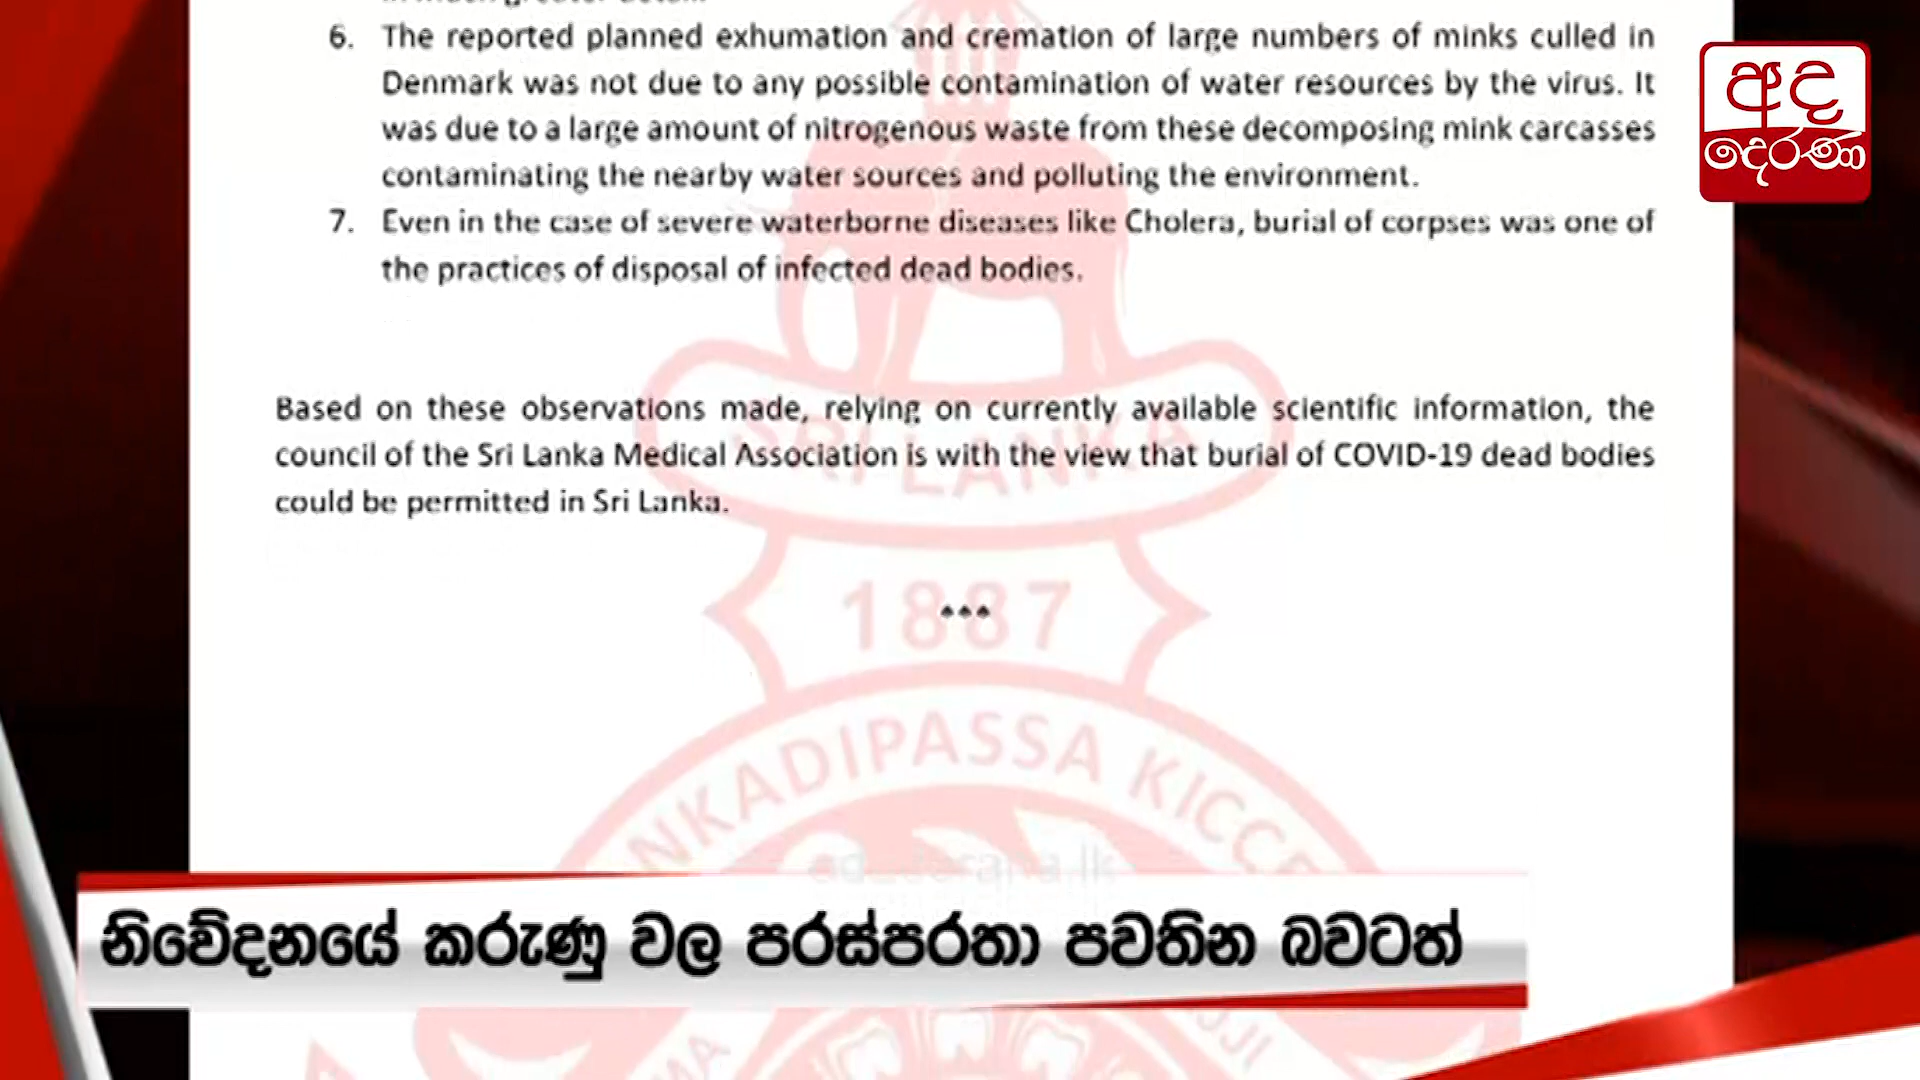 6. The reported planned exhumation and cremation of large numbers of minks culled in
Denmark was not due to any possible contamination of water resources by the virus. It
was due to a large amount of nitrogenous waste from these decomposing mink carcasses
contaminating the nearby water sources and polluting the environment.
7. Even in the case of severe waterborne diseases like Cholera, burial of corpses was one of
the practices of disposal of infected dead bodies.
Based on these observations made, relying on currently available scientific information, the
council of the Sri Lanka Medical Association is with the view that burial of COVID-19 dead bodies
could be permitted in Sri Lanka.
SRI LANKA
1887
KICCE
අද
දෙරණ
නිවේදනයේ කරුණු වල පරස්පරතා පවතින බවටත්